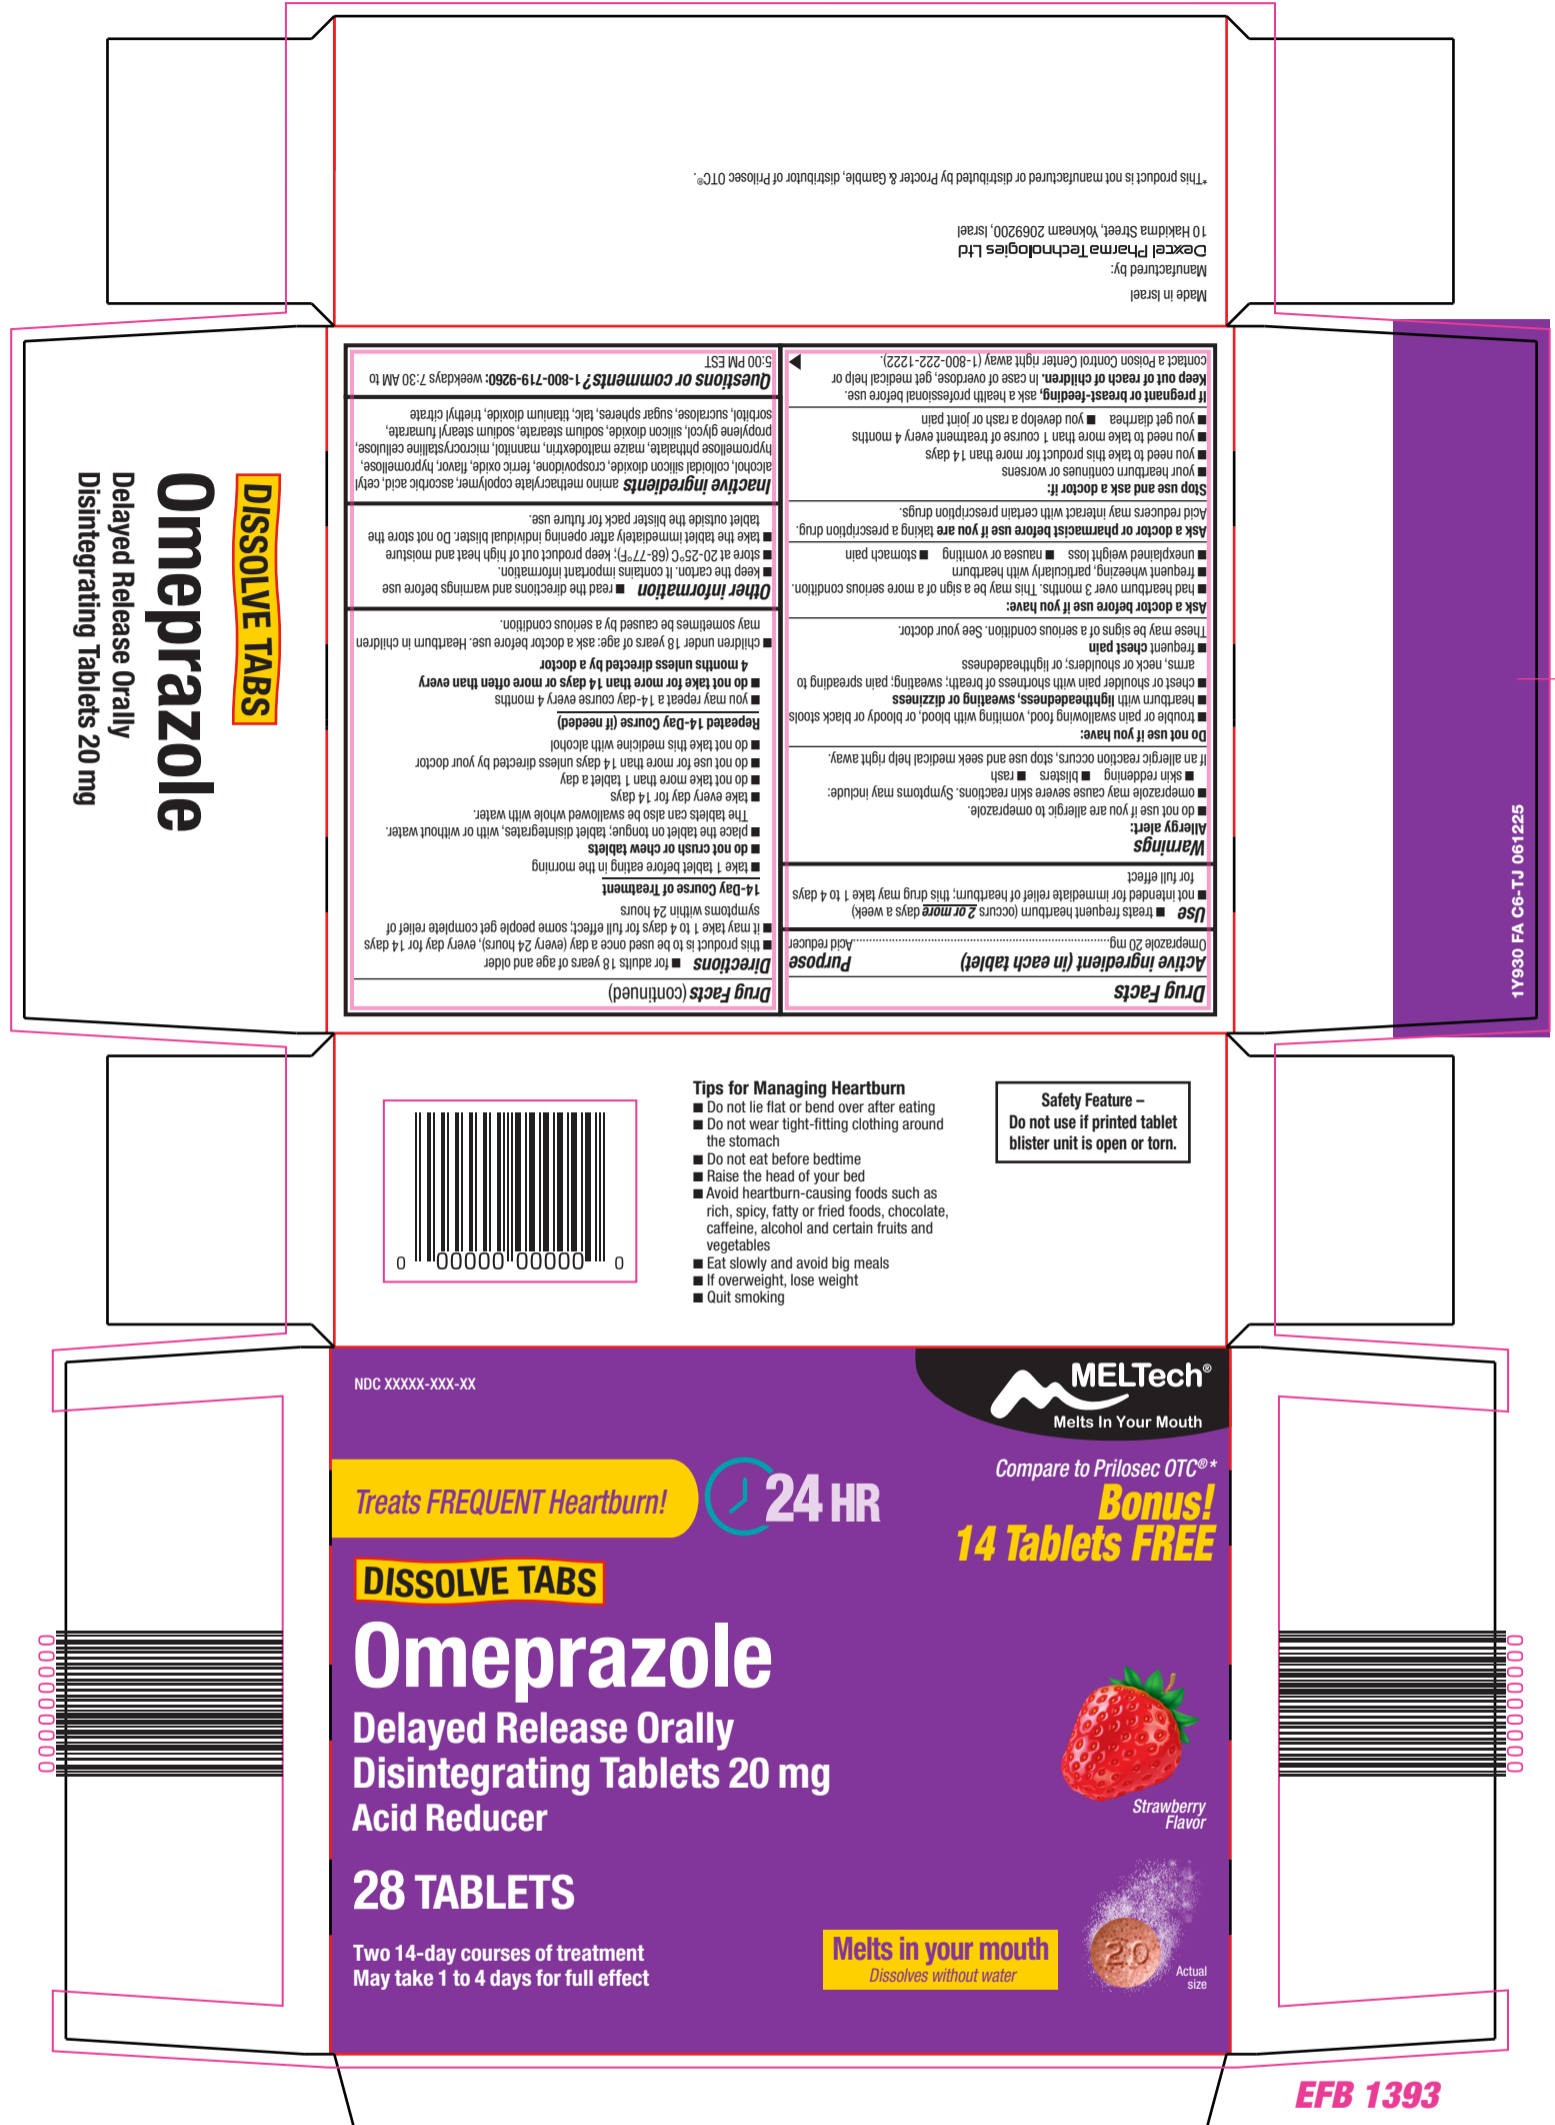 *This product is not manufactured or distributed by Procter & Gamble, distributor of Prilosec OTC®.
Made in Israel
Manufactured by:
Dexcel Pharma Technologies Ltd
10 Hakidma Street, Yokneam 2069200, Israel
DISSOLVE TABS
Omeprazole
Delayed Release Orally
Disintegrating Tablets 20 mg
Drug Facts
Active ingredient (in each tablet) Purpose
Omeprazole 20 mg....................Acid reducer
Use ■ treats frequent heartburn (occurs 2 or more days a week)
■ not intended for immediate relief of heartburn; this drug may take 1 to 4 days
for full effect
Warnings
Allergy alert:
■ do not use if you are allergic to omeprazole.
■ omeprazole may cause severe skin reactions. Symptoms may include:
■ skin reddening ■ blisters ■ rash
If an allergic reaction occurs, stop use and seek medical help right away.
Do not use if you have:
■ trouble or pain swallowing food, vomiting with blood, or bloody or black stools
■ heartburn with lightheadedness, sweating or dizziness
■ chest or shoulder pain with shortness of breath; sweating; pain spreading to
arms, neck or shoulders; or lightheadedness
■ frequent chest pain
These may be signs of a serious condition. See your doctor.
Ask a doctor before use if you have:
■ had heartburn over 3 months. This may be a sign of a more serious condition.
■ frequent wheezing, particularly with heartburn
■ unexplained weight loss ■ nausea or vomiting ■ stomach pain
Ask a doctor or pharmacist before use if you are taking a prescription drug.
Acid reducers may interact with certain prescription drugs.
Stop use and ask a doctor if:
■ your heartburn continues or worsens
■ you need to take this product for more than 14 days
■ you need to take more than 1 course of treatment every 4 months
■ you get diarrhea ■ you develop a rash or joint pain
If pregnant or breast-feeding, ask a health professional before use.
Keep out of reach of children. In case of overdose, get medical help or
contact a Poison Control Center right away (1-800-222-1222).
Drug Facts (continued)
Directions ■ for adults 18 years of age and older
■ this product is to be used once a day (every 24 hours), every day for 14 days
■ it may take 1 to 4 days for full effect; some people get complete relief of
symptoms within 24 hours
14-Day Course of Treatment
■ take 1 tablet before eating in the morning
■ do not crush or chew tablets
■ place the tablet on tongue; tablet disintegrates, with or without water.
The tablets can also be swallowed whole with water.
■ take every day for 14 days
■ do not take more than 1 tablet a day
■ do not use for more than 14 days unless directed by your doctor
■ do not take this medicine with alcohol
Repeated 14-Day Course (if needed)
■ you may repeat a 14-day course every 4 months
■ do not take for more than 14 days or more often than every
4 months unless directed by a doctor
■ children under 18 years of age: ask a doctor before use. Heartburn in children
may sometimes be caused by a serious condition.
Other information ■ read the directions and warnings before use
■ keep the carton. It contains important information.
■ store at 20-25°C (68-77°F); keep product out of high heat and moisture
■ take the tablet immediately after opening individual blister. Do not store the
tablet outside the blister pack for future use.
Inactive ingredients amino methacrylate copolymer, ascorbic acid, cetyl
alcohol, colloidal silicon dioxide, crospovidone, ferric oxide, flavor, hypromellose,
hypromellose phthalate, maize maltodextrin, mannitol, microcrystalline cellulose,
propylene glycol, silicon dioxide, sodium stearate, sodium stearyl fumarate,
sorbitol, sucralose, sugar spheres, talc, titanium dioxide, triethyl citrate
Questions or comments? 1-800-719-9260: weekdays 7:30 AM to
5:00 PM EST
1Y930 FA C6-TJ 061225
0 00000 00000 0
Tips for Managing Heartburn
■ Do not lie flat or bend over after eating
■ Do not wear tight-fitting clothing around
the stomach
■ Do not eat before bedtime
■ Raise the head of your bed
■ Avoid heartburn-causing foods such as
rich, spicy, fatty or fried foods, chocolate,
caffeine, alcohol and certain fruits and
vegetables
■ Eat slowly and avoid big meals
■ If overweight, lose weight
■ Quit smoking
Safety Feature –
Do not use if printed tablet
blister unit is open or torn.
NDC XXXXX-XXX-XX
MELTech®
Melts In Your Mouth
Treats FREQUENT Heartburn!
24 HR
Compare to Prilosec OTC®*
Bonus!
14 Tablets FREE
DISSOLVE TABS
Omeprazole
Delayed Release Orally
Disintegrating Tablets 20 mg
Acid Reducer
Strawberry
Flavor
28 TABLETS
Two 14-day courses of treatment
May take 1 to 4 days for full effect
Melts in your mouth
Dissolves without water
20
Actual
size
0000000000
0000000000
EFB 1393